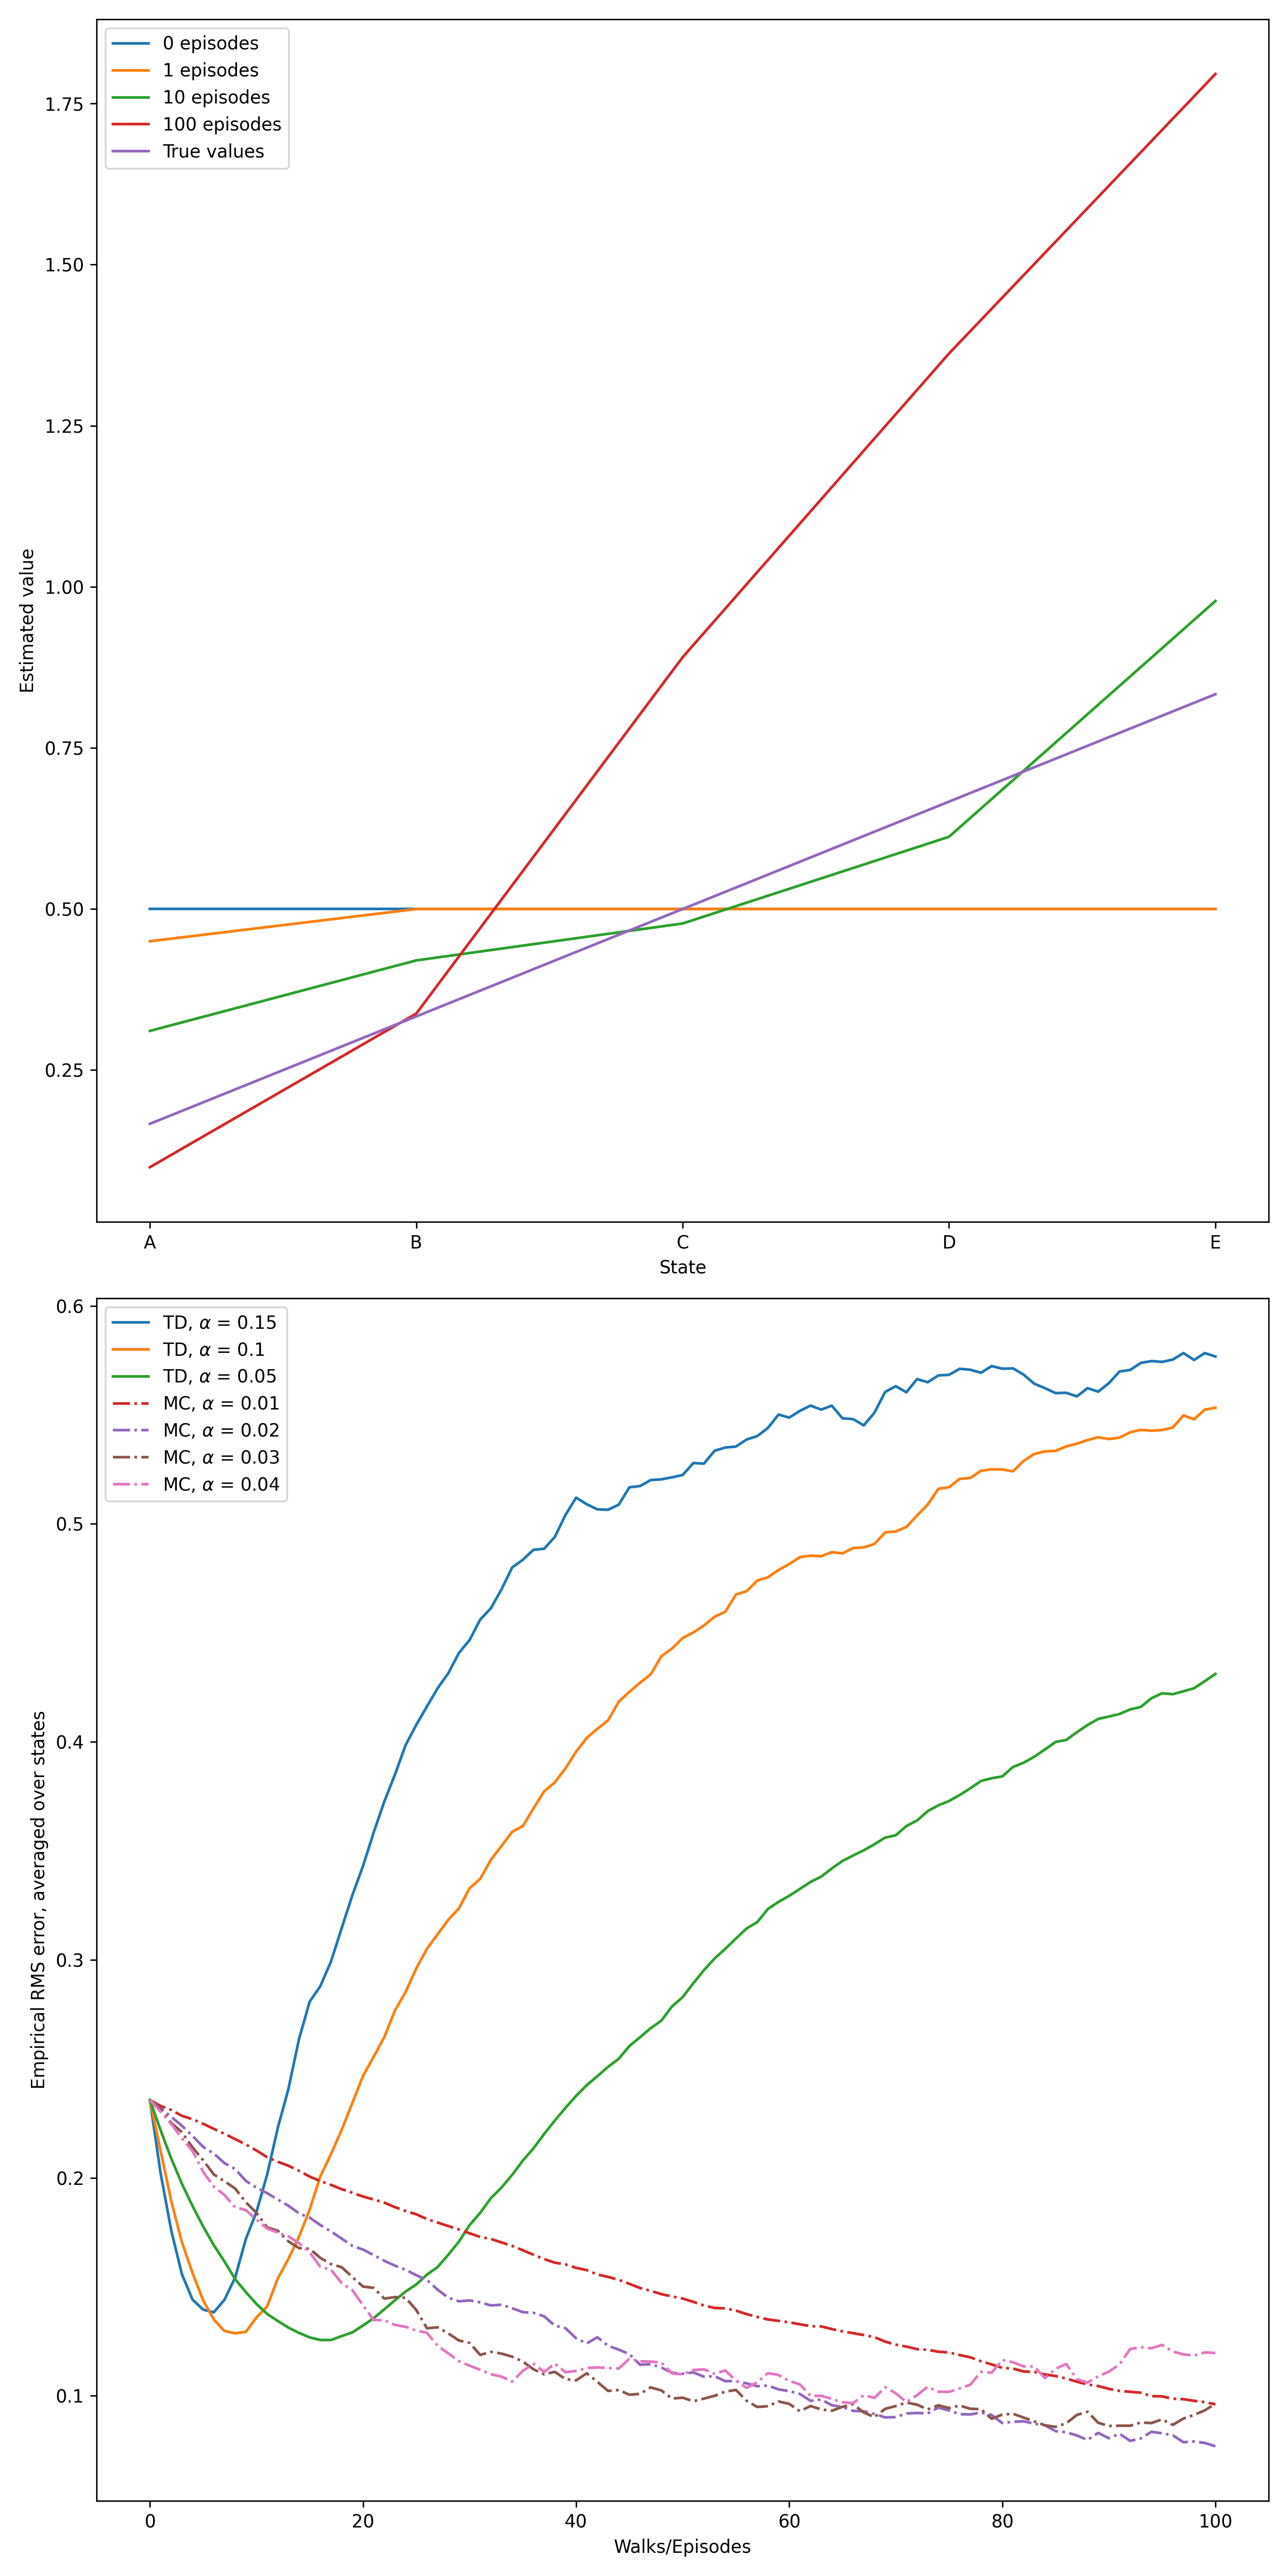 0 episodes
1 episodes
10 episodes
100 episodes
True values
1.75
1.50
1.25
1.00
0.75
0.50
0.25
Estimated value
A B C D E
State
TD, α = 0.15
TD, α = 0.1
TD, α = 0.05
MC, α = 0.01
MC, α = 0.02
MC, α = 0.03
MC, α = 0.04
0.6
0.5
0.4
0.3
0.2
0.1
Empirical RMS error, averaged over states
0 20 40 60 80 100
Walks/Episodes